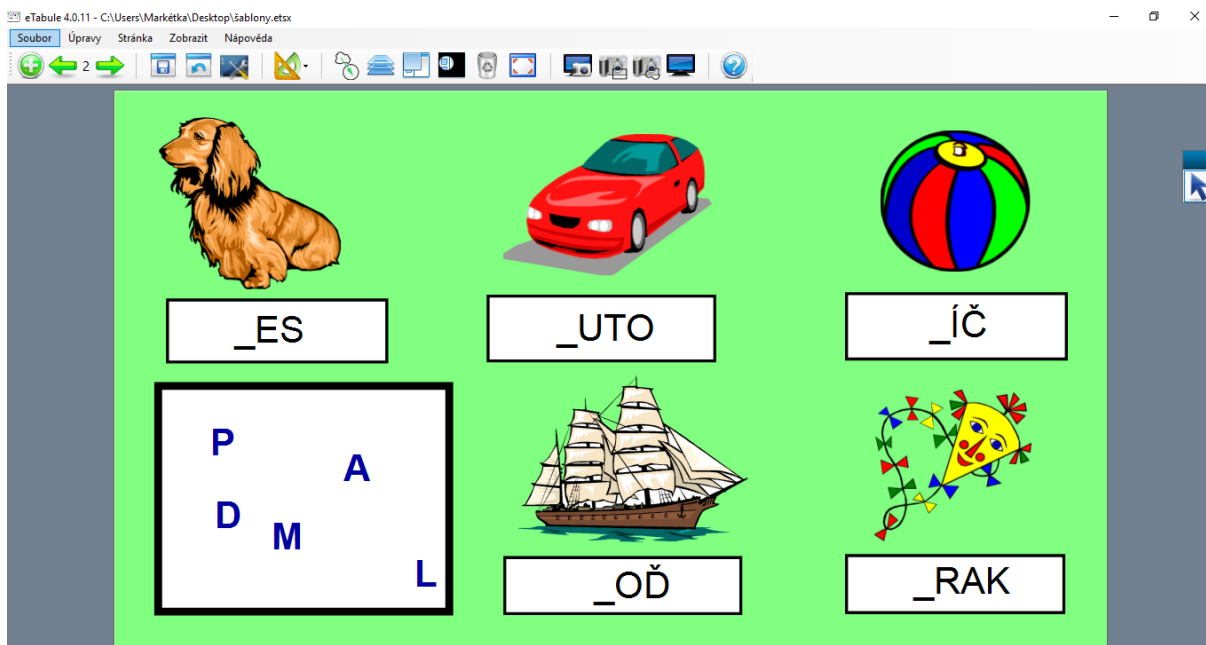 eTabule 4.0.11 - C:\Users\Markétka\Desktop\šablony.etsx
Soubor Úpravy Stránka Zobrazit Nápověda
2
_ES
_UTO
_ÍČ
P
A
D
M
L
_OĎ
_RAK